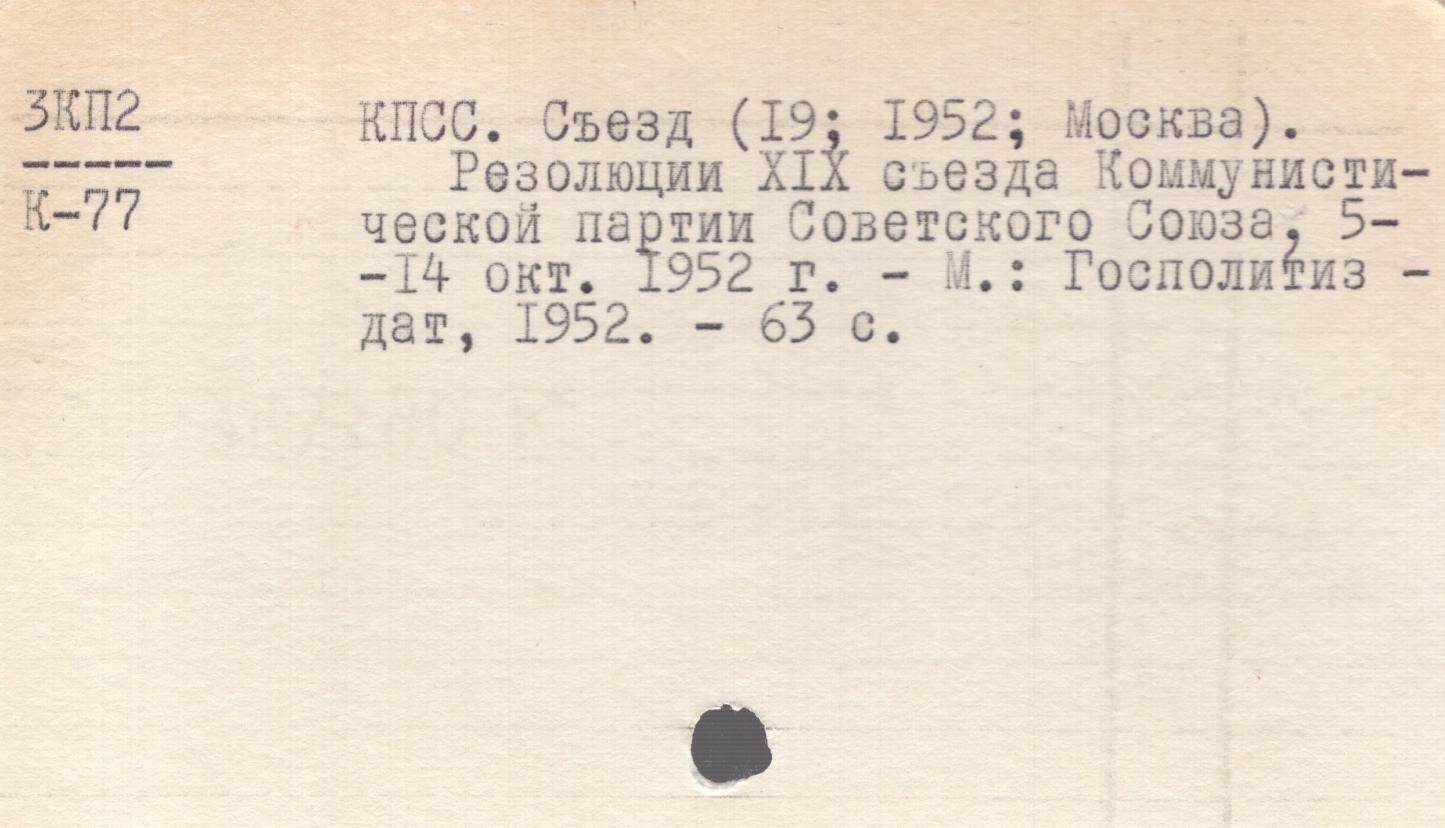 3КП2
-----
К-77
КПСС. Съезд (I9; I952; Москва).
Резолюции XIX съезда Коммунисти-
ческой партии Советского Союза, 5-
-I4 окт. I952 г. - М.: Госполитиз -
дат, I952. - 63 с.